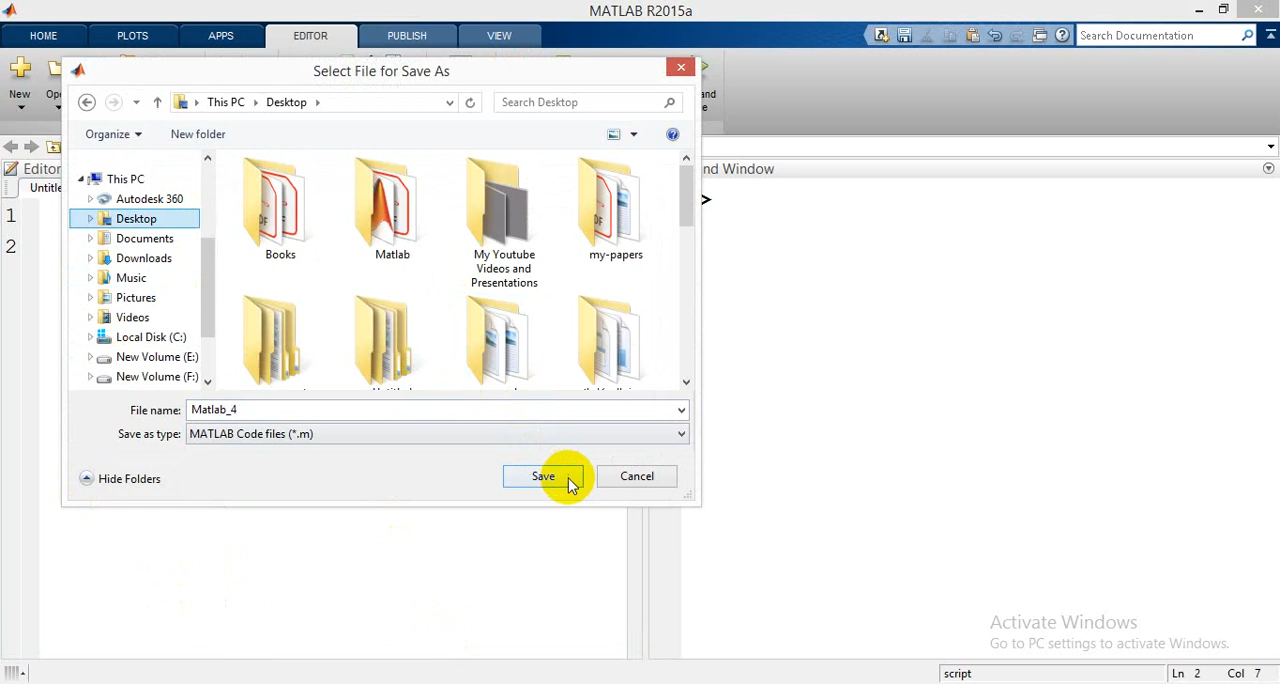 MATLAB R2015a
HOME PLOTS APPS EDITOR PUBLISH VIEW
Search Documentation
New
Select File for Save As
This PC Desktop
Search Desktop
Organize New folder
Editor
nd Window
1
2
This PC
Autodesk 360
Desktop
Documents
Downloads
Music
Pictures
Videos
Local Disk (C:)
New Volume (E:)
New Volume (F:)
Books
Matlab
My Youtube Videos and Presentations
my-papers
File name: Matlab_4
Save as type: MATLAB Code files (*.m)
Hide Folders
Save Cancel
Activate Windows
Go to PC settings to activate Windows.
script
Ln 2 Col 7